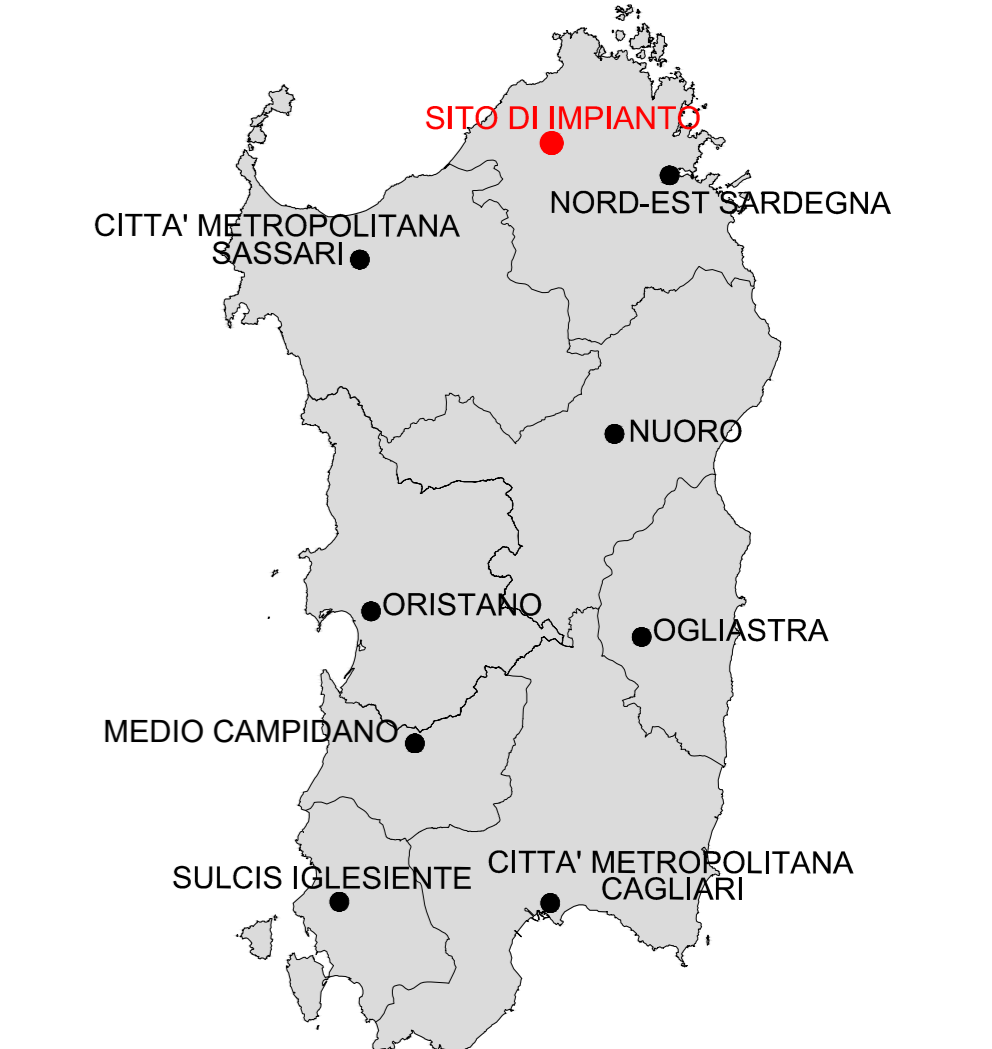 SITO DI IMPIANTO
NORD-EST SARDEGNA
CITTA' METROPOLITANA
SASSARI
NUORO
ORISTANO
OGLIASTRA
MEDIO CAMPIDANO
SULCIS IGLESIENTE
CITTA' METROPOLITANA
CAGLIARI